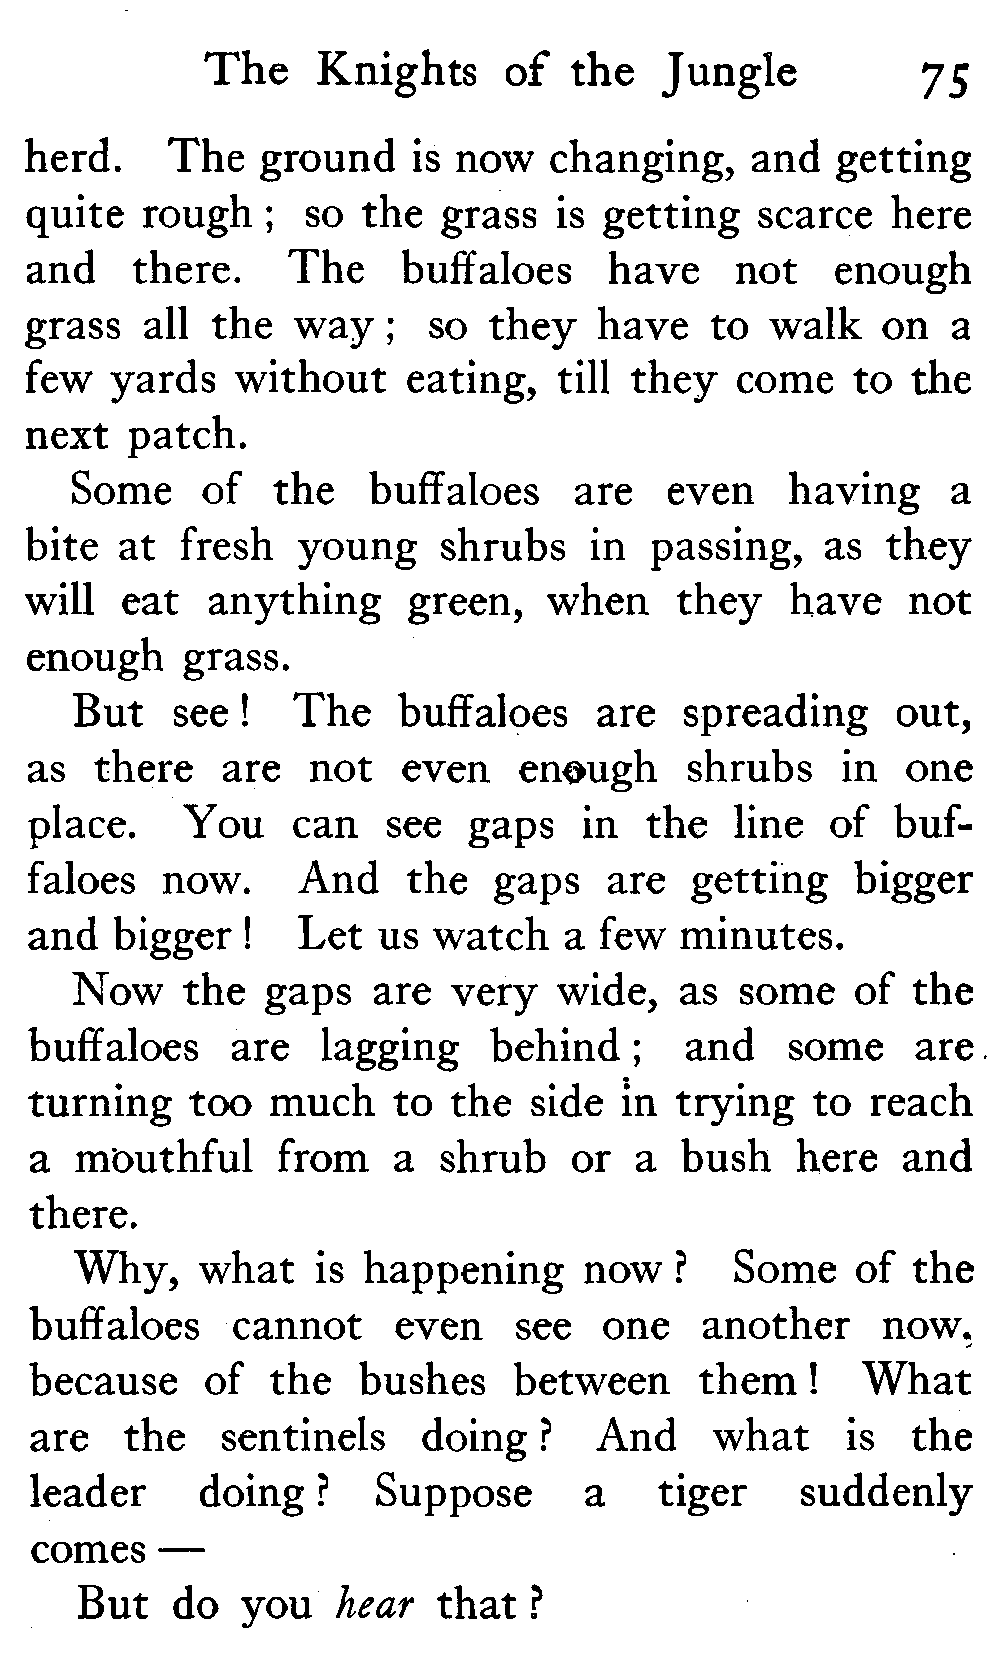 The Knights of the Jungle 75
herd. The ground is now changing, and getting
quite rough ; so the grass is getting scarce here
and there. The buffaloes have not enough
grass all the way ; so they have to walk on a
few yards without eating, till they come to the
next patch.
Some of the buffaloes are even having a
bite at fresh young shrubs in passing, as they
will eat anything green, when they have not
enough grass.
But see ! The buffaloes are spreading out,
as there are not even enough shrubs in one
place. You can see gaps in the line of buf-
faloes now. And the gaps are getting bigger
and bigger ! Let us watch a few minutes.
Now the gaps are very wide, as some of the
buffaloes are lagging behind ; and some are
turning too much to the side in trying to reach
a mouthful from a shrub or a bush here and
there.
Why, what is happening now ? Some of the
buffaloes cannot even see one another now,
because of the bushes between them ! What
are the sentinels doing ? And what is the
leader doing ? Suppose a tiger suddenly
comes —
But do you hear that ?